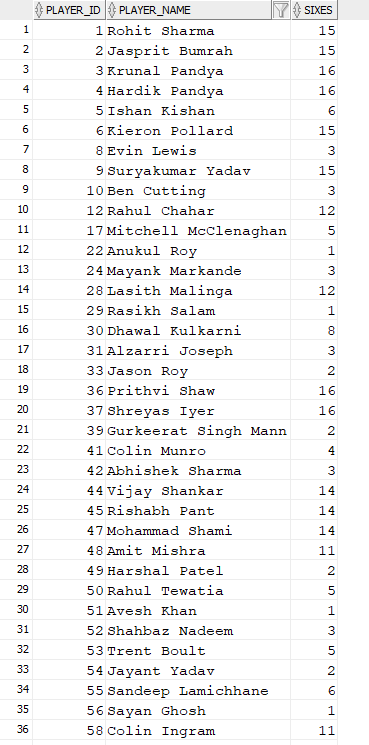 PLAYER_ID PLAYER_NAME SIXES
1 1 Rohit Sharma 15
2 2 Jasprit Bumrah 15
3 3 Krunal Pandya 16
4 4 Hardik Pandya 16
5 5 Ishan Kishan 6
6 6 Kieron Pollard 15
7 8 Evin Lewis 3
8 9 Suryakumar Yadav 15
9 10 Ben Cutting 3
10 12 Rahul Chahar 12
11 17 Mitchell McClenaghan 5
12 22 Anukul Roy 1
13 24 Mayank Markande 3
14 28 Lasith Malinga 12
15 29 Rasikh Salam 1
16 30 Dhawal Kulkarni 8
17 31 Alzarri Joseph 3
18 33 Jason Roy 2
19 36 Prithvi Shaw 16
20 37 Shreyas Iyer 16
21 39 Gurkeerat Singh Mann 2
22 41 Colin Munro 4
23 42 Abhishek Sharma 3
24 44 Vijay Shankar 14
25 45 Rishabh Pant 14
26 47 Mohammad Shami 14
27 48 Amit Mishra 11
28 49 Harshal Patel 2
29 50 Rahul Tewatia 5
30 51 Avesh Khan 1
31 52 Shahbaz Nadeem 3
32 53 Trent Boult 5
33 54 Jayant Yadav 2
34 55 Sandeep Lamichhane 6
35 56 Sayan Ghosh 1
36 58 Colin Ingram 11